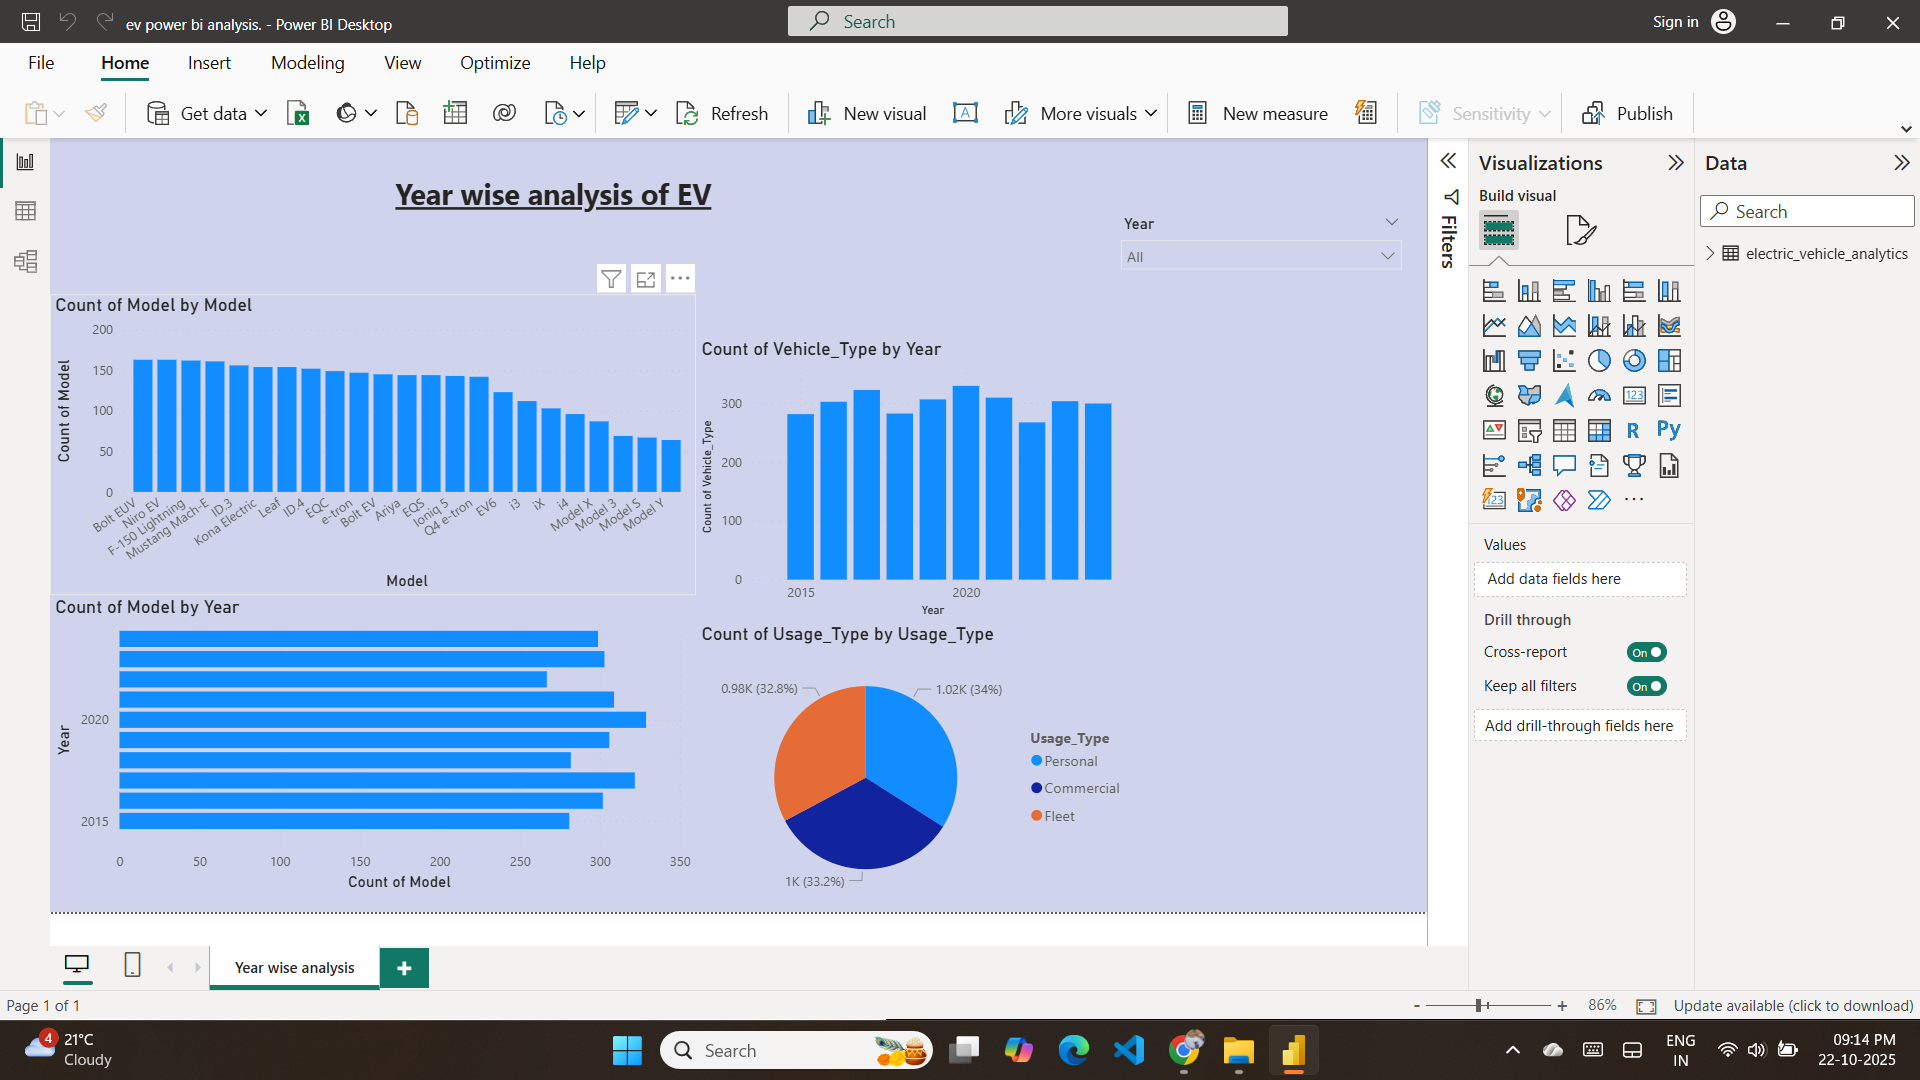 ev power bi analysis. - Power BI Desktop
Search
Sign in
File Home Insert Modeling View Optimize Help
Get data Refresh New visual More visuals New measure Sensitivity Publish
Year wise analysis of EV
Year
All
Count of Model by Model
Count of Model
200
150
100
50
0
Bolt EUV Niro EV F-150 Lightning Mustang Mach-E ID.3 Kona Electric Leaf ID.4 EQC e-tron Bolt EV Ariya EQS Ioniq 5 Q4 e-tron EV6 i3 iX i4 Model X Model 3 Model S Model Y
Model
Count of Vehicle_Type by Year
Count of Vehicle_Type
300
200
100
0
2015 2020
Year
Count of Model by Year
Year
2020
2015
0 50 100 150 200 250 300 350
Count of Model
Count of Usage_Type by Usage_Type
0.98K (32.8%)
1.02K (34%)
1K (33.2%)
Usage_Type
Personal
Commercial
Fleet
Filters
Visualizations
Build visual
123
R
Py
123
Values
Add data fields here
Drill through
Cross-report On
Keep all filters On
Add drill-through fields here
Data
Search
electric_vehicle_analytics
Year wise analysis
Page 1 of 1
- + 86%
Update available (click to download)
4
21°C
Cloudy
Search
ENG
IN
09:14 PM
22-10-2025